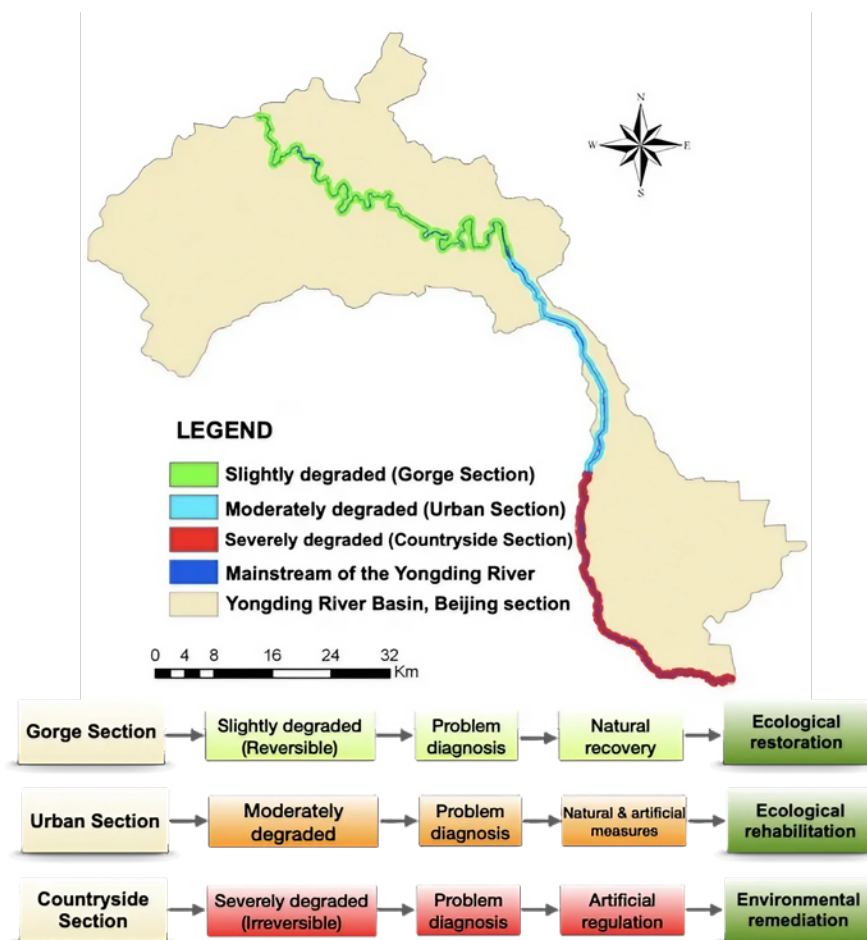 N
W
E
S
LEGEND
Slightly degraded (Gorge Section)
Moderately degraded (Urban Section)
Severely degraded (Countryside Section)
Mainstream of the Yongding River
Yongding River Basin, Beijing section
0 4 8 16 24 32
Km
Gorge Section
Slightly degraded
(Reversible)
Problem
diagnosis
Natural
recovery
Ecological
restoration
Urban Section
Moderately
degraded
Problem
diagnosis
Natural & artificial
measures
Ecological
rehabilitation
Countryside
Section
Severely degraded
(Irreversible)
Problem
diagnosis
Artificial
regulation
Environmental
remediation